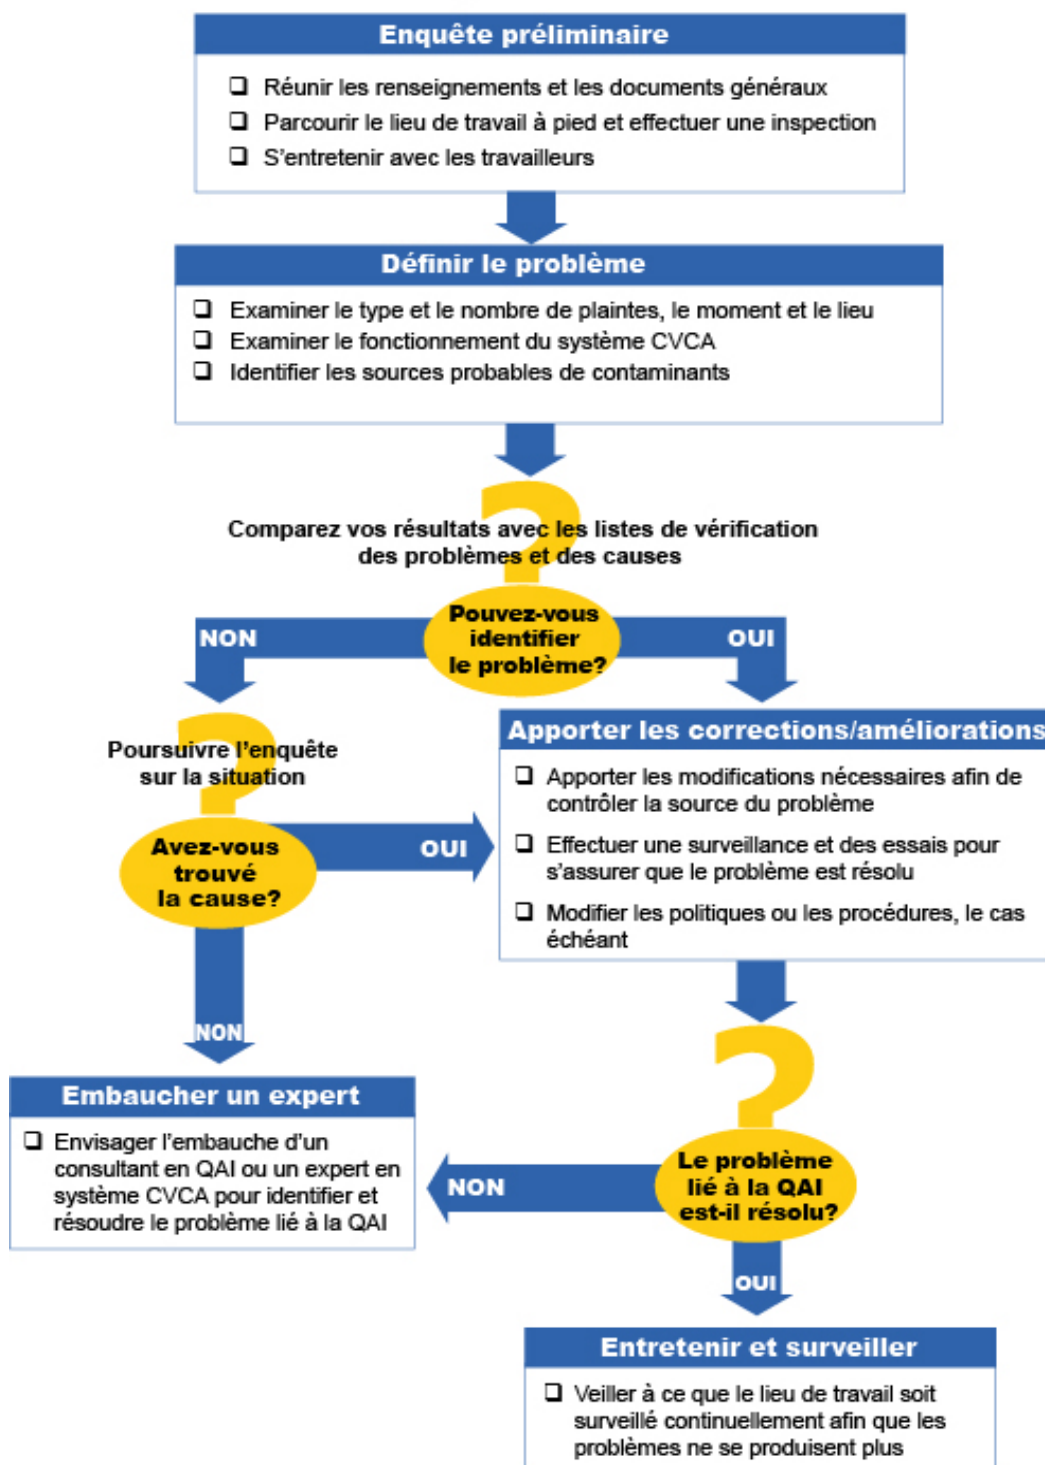 Enquête préliminaire
❑ Réunir les renseignements et les documents généraux
❑ Parcourir le lieu de travail à pied et effectuer une inspection
❑ S'entretenir avec les travailleurs
Définir le problème
❑ Examiner le type et le nombre de plaintes, le moment et le lieu
❑ Examiner le fonctionnement du système CVCA
❑ Identifier les sources probables de contaminants
?
Comparez vos résultats avec les listes de vérification
des problèmes et des causes
Pouvez-vous
identifier
le problème?
NON
OUI
?
Poursuivre l'enquête
sur la situation
Avez-vous
trouvé
la cause?
OUI
NON
Apporter les corrections/améliorations
❑ Apporter les modifications nécessaires afin de
contrôler la source du problème
❑ Effectuer une surveillance et des essais pour
s'assurer que le problème est résolu
❑ Modifier les politiques ou les procédures, le cas
échéant
Embaucher un expert
❑ Envisager l'embauche d'un
consultant en QAI ou un expert en
système CVCA pour identifier et
résoudre le problème lié à la QAI
?
Le problème
lié à la QAI
est-il résolu?
NON
OUI
Entretenir et surveiller
❑ Veiller à ce que le lieu de travail soit
surveillé continuellement afin que les
problèmes ne se produisent plus